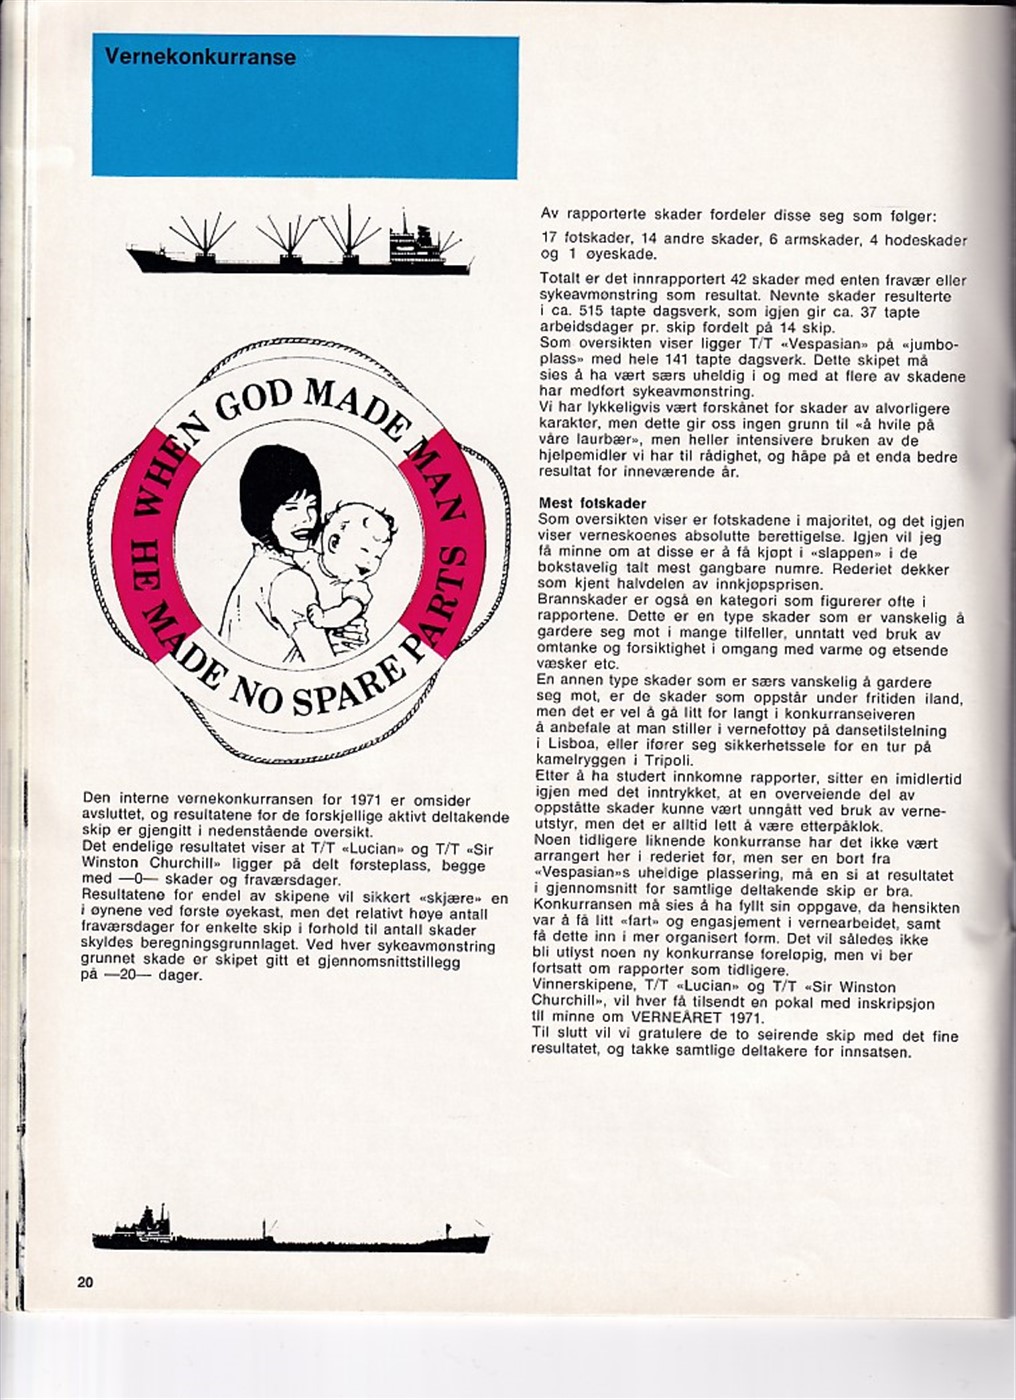 Vernekonkurranse
WHEN GOD MADE MAN
HE MADE NO SPARE PARTS
Den interne vernekonkurransen for 1971 er omsider
avsluttet, og resultatene for de forskjellige aktivt deltakende
skip er gjengitt i nedenstående oversikt.
Det endelige resultatet viser at T/T «Lucian» og T/T «Sir
Winston Churchill» ligger på delt førsteplass, begge
med —0— skader og fraværsdager.
Resultatene for endel av skipene vil sikkert «skjære» en
i øynene ved første øyekast, men det relativt høye antall
fraværsdager for enkelte skip i forhold til antall skader
skyldes beregningsgrunnlaget. Ved hver sykeavmønstring
grunnet skade er skipet gitt et gjennomsnittstillegg
på —20— dager.
Av rapporterte skader fordeler disse seg som følger:
17 fotskader, 14 andre skader, 6 armskader, 4 hodeskader
og 1 øyeskade.
Totalt er det innrapportert 42 skader med enten fravær eller
sykeavmønstring som resultat. Nevnte skader resulterte
i ca. 515 tapte dagsverk, som igjen gir ca. 37 tapte
arbeidsdager pr. skip fordelt på 14 skip.
Som oversikten viser ligger T/T «Vespasian» på «jumbo-
plass» med hele 141 tapte dagsverk. Dette skipet må
sies å ha vært særs uheldig i og med at flere av skadene
har medført sykeavmønstring.
Vi har lykkeligvis vært forskånet for skader av alvorligere
karakter, men dette gir oss ingen grunn til «å hvile på
våre laurbær», men heller intensivere bruken av de
hjelpemidler vi har til rådighet, og håpe på et enda bedre
resultat for inneværende år.
Mest fotskader
Som oversikten viser er fotskadene i majoritet, og det igjen
viser verneskoenes absolutte berettigelse. Igjen vil jeg
få minne om at disse er å få kjøpt i «slappen» i de
bokstavelig talt mest gangbare numre. Rederiet dekker
som kjent halvdelen av innkjøpsprisen.
Brannskader er også en kategori som figurerer ofte i
rapportene. Dette er en type skader som er vanskelig å
gardere seg mot i mange tilfeller, unntatt ved bruk av
omtanke og forsiktighet i omgang med varme og etsende
væsker etc.
En annen type skader som er særs vanskelig å gardere
seg mot, er de skader som oppstår under fritiden iland,
men det er vel å gå litt for langt i konkurranseiveren
å anbefale at man stiller i vernefottøy på dansetilstelning
i Lisboa, eller ifører seg sikkerhetssele for en tur på
kamelryggen i Tripoli.
Etter å ha studert innkomne rapporter, sitter en imidlertid
igjen med det inntrykket, at en overveiende del av
oppståtte skader kunne vært unngått ved bruk av verne-
utstyr, men det er alltid lett å være etterpåklok.
Noen tidligere liknende konkurranse har det ikke vært
arrangert her i rederiet før, men ser en bort fra
«Vespasian»s uheldige plassering, må en si at resultatet
i gjennomsnitt for samtlige deltakende skip er bra.
Konkurransen må sies å ha fyllt sin oppgave, da hensikten
var å få litt «fart» og engasjement i vernearbeidet, samt
få dette inn i mer organisert form. Det vil således ikke
bli utlyst noen ny konkurranse foreløpig, men vi ber
fortsatt om rapporter som tidligere.
Vinnerskipene, T/T «Lucian» og T/T «Sir Winston
Churchill», vil hver få tilsendt en pokal med inskripsjon
til minne om VERNEÅRET 1971.
Til slutt vil vi gratulere de to seirende skip med det fine
resultatet, og takke samtlige deltakere for innsatsen.
20